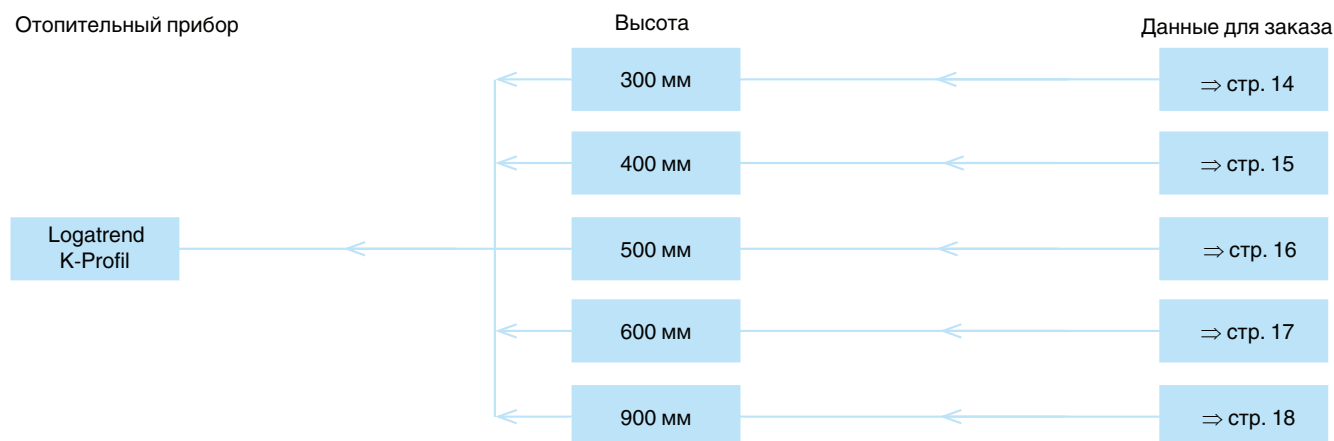 Отопительный прибор
Высота
Данные для заказа
300 мм
⇒ стр. 14
400 мм
⇒ стр. 15
Logatrend
K-Profil
500 мм
⇒ стр. 16
600 мм
⇒ стр. 17
900 мм
⇒ стр. 18